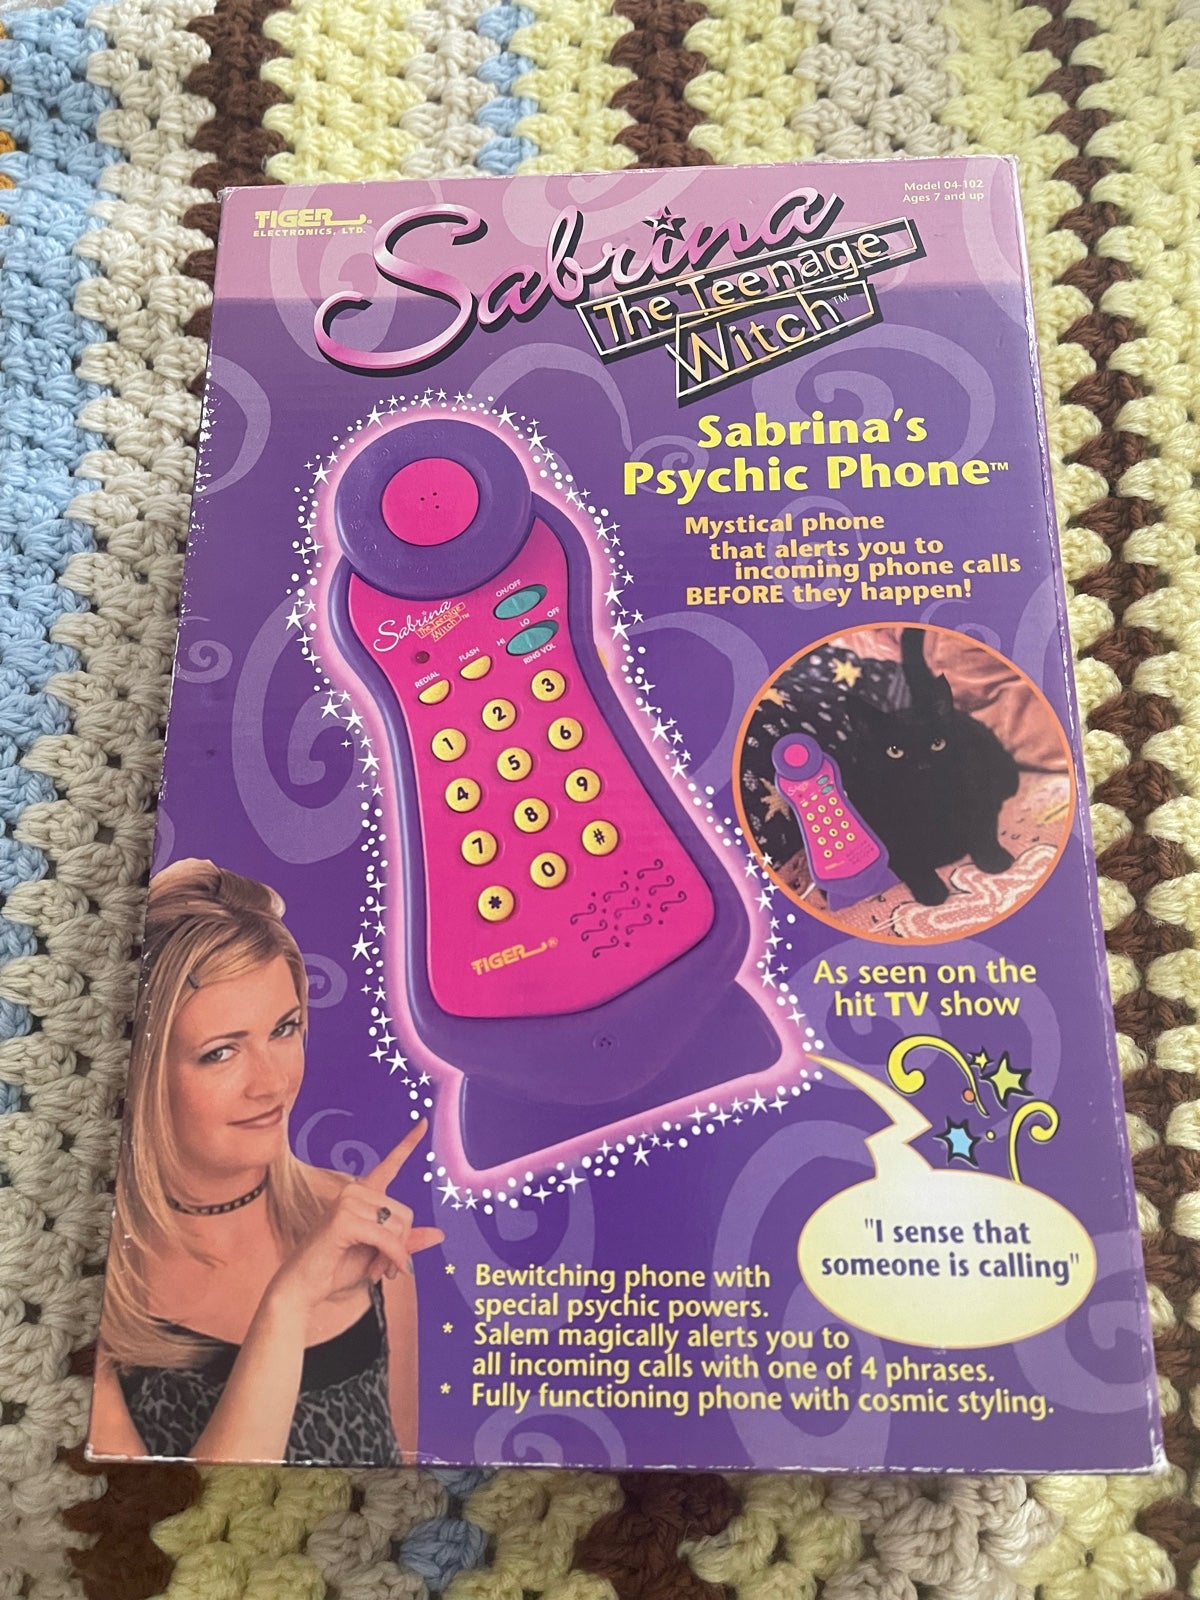 TIGER®
ELECTRONICS, LTD.
Model 04-102
Ages 7 and up
Sabrina
The Teenage
Witch™
Sabrina's
Psychic Phone™
Mystical phone
that alerts you to
incoming phone calls
BEFORE they happen!
ON/OFF
HI LO OFF
RING VOL
Sabrina
The Teenage
Witch™
REDIAL
FLASH
1 2 3
4 5 6
7 8 9
* 0 #
TIGER®
As seen on the
hit TV show
"I sense that
someone is calling"
* Bewitching phone with
special psychic powers.
* Salem magically alerts you to
all incoming calls with one of 4 phrases.
* Fully functioning phone with cosmic styling.